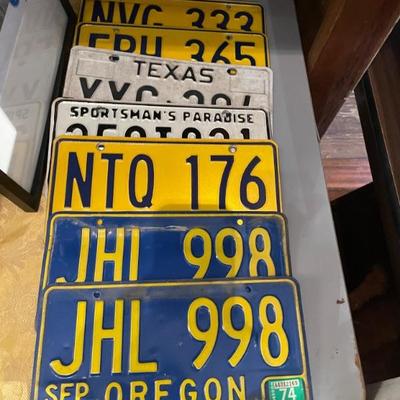 NVG 333
EPH 365
TEXAS
SPORTSMAN'S PARADISE
NTQ 176
JHL 998
JHL 998
SEP OREGON 74